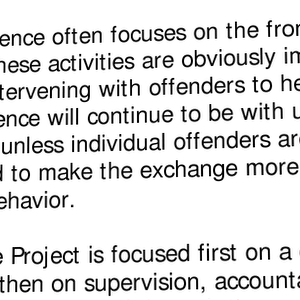 ence often focuses on the fron
hese activities are obviously im
tervening with offenders to he
ence will continue to be with u
unless individual offenders are
d to make the exchange more
ehavior.
e Project is focused first on a
then on supervision, accounta